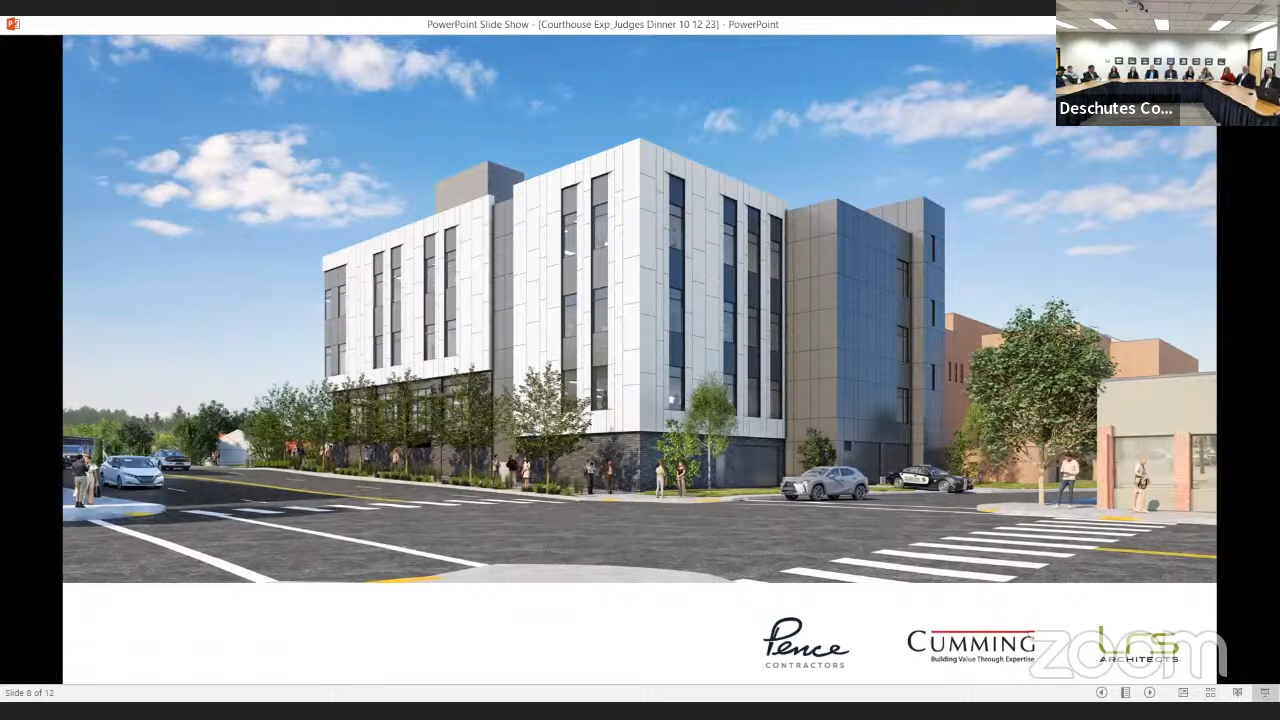 PowerPoint Slide Show - [Courthouse Exp_Judges Dinner 10 12 23] - PowerPoint
Deschutes Co...
Pence
CONTRACTORS
CUMMING
Building Value Through Expertise
LRS
ARCHITECTS
zoom
Slide 8 of 12